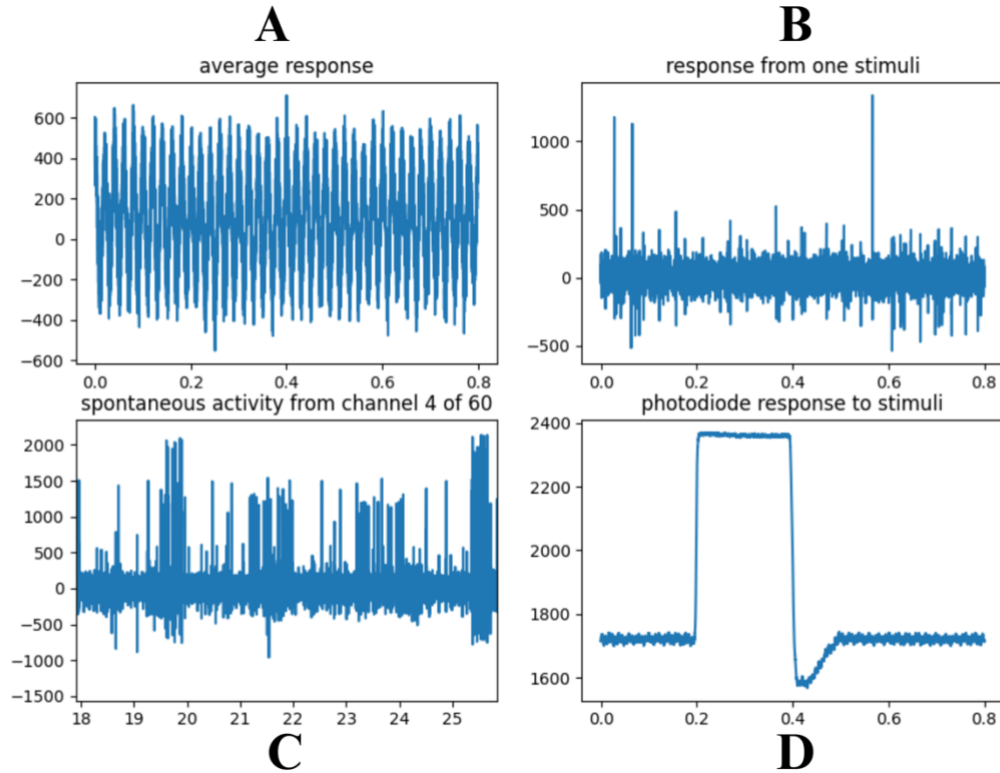 A
B
average response
response from one stimuli
600
400
200
0
−200
−400
−600
0.0 0.2 0.4 0.6 0.8
1000
500
0
−500
0.0 0.2 0.4 0.6 0.8
spontaneous activity from channel 4 of 60
photodiode response to stimuli
2000
1500
1000
500
0
−500
−1000
−1500
18 19 20 21 22 23 24 25
2400
2200
2000
1800
1600
0.0 0.2 0.4 0.6 0.8
C
D